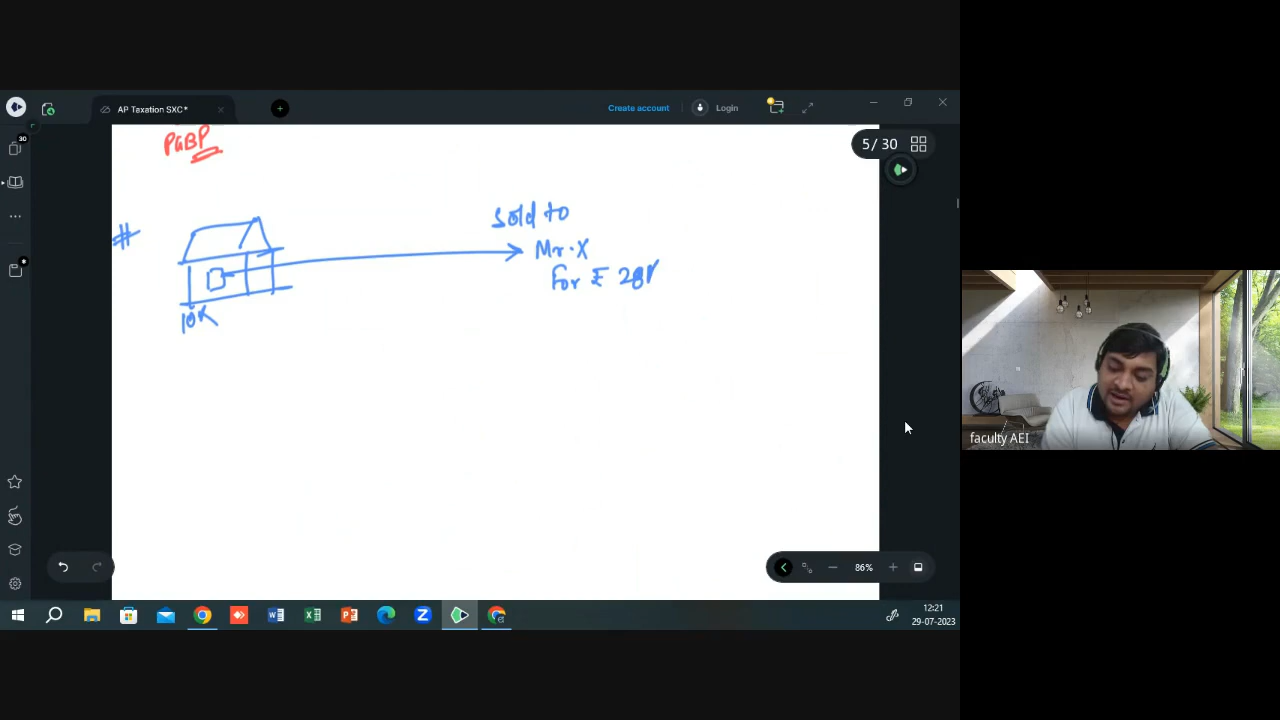 AP Taxation SXC*
Create account
Login
30
PGBP
5/30
#
Sold to
Mr. X
For ₹
10K
faculty AEI
86%
12:21
29-07-2023